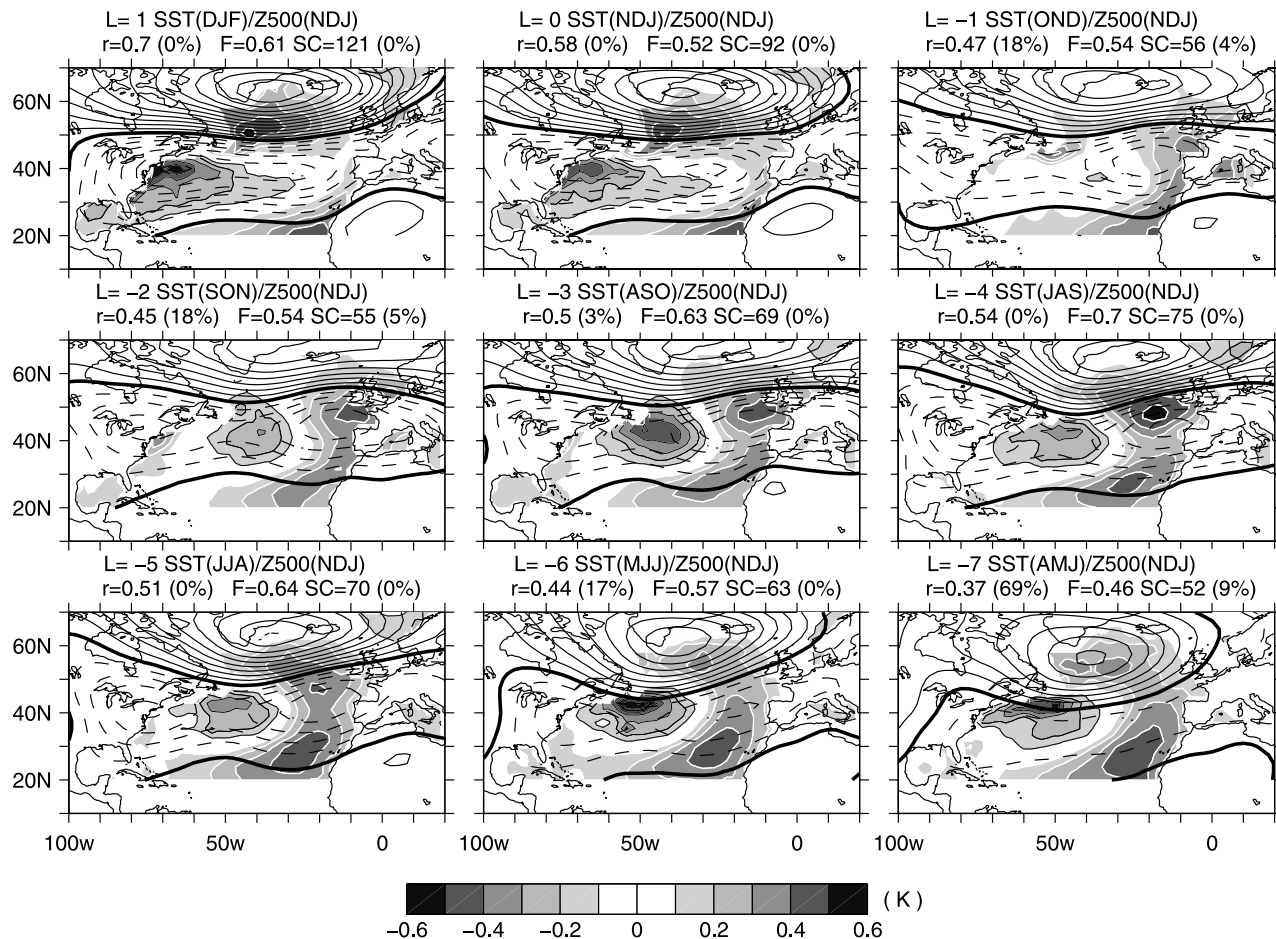 L= 1 SST(DJF)/Z500(NDJ) L= 0 SST(NDJ)/Z500(NDJ) L= −1 SST(OND)/Z500(NDJ)
r=0.7 (0%) F=0.61 SC=121 (0%) r=0.58 (0%) F=0.52 SC=92 (0%) r=0.47 (18%) F=0.54 SC=56 (4%)
60N
40N
20N
L= −2 SST(SON)/Z500(NDJ) L= −3 SST(ASO)/Z500(NDJ) L= −4 SST(JAS)/Z500(NDJ)
r=0.45 (18%) F=0.54 SC=55 (5%) r=0.5 (3%) F=0.63 SC=69 (0%) r=0.54 (0%) F=0.7 SC=75 (0%)
60N
40N
20N
L= −5 SST(JJA)/Z500(NDJ) L= −6 SST(MJJ)/Z500(NDJ) L= −7 SST(AMJ)/Z500(NDJ)
r=0.51 (0%) F=0.64 SC=70 (0%) r=0.44 (17%) F=0.57 SC=63 (0%) r=0.37 (69%) F=0.46 SC=52 (9%)
60N
40N
20N
100w 50w 0 100w 50w 0 100w 50w 0
−0.6 −0.4 −0.2 0 0.2 0.4 0.6 (K)